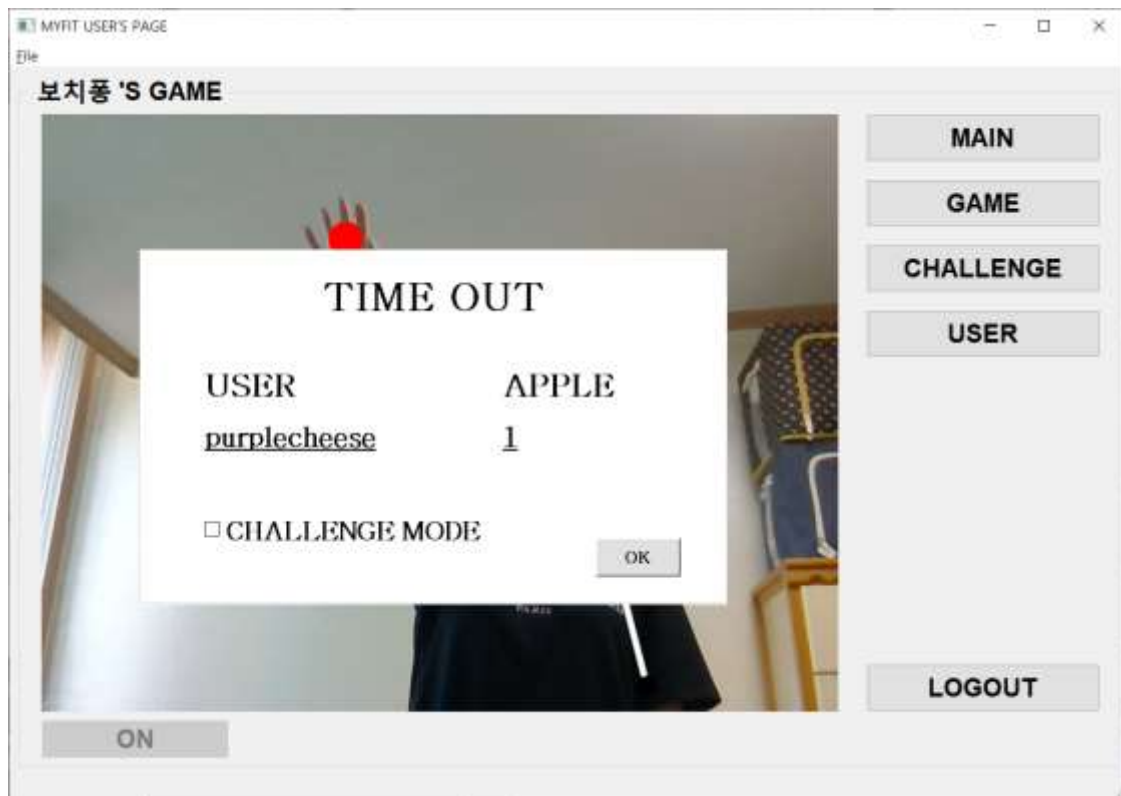 MYFIT USER'S PAGE
File
보치퐁 'S GAME
MAIN
GAME
CHALLENGE
USER
TIME OUT
USER APPLE
purplecheese 1
CHALLENGE MODE
OK
LOGOUT
ON